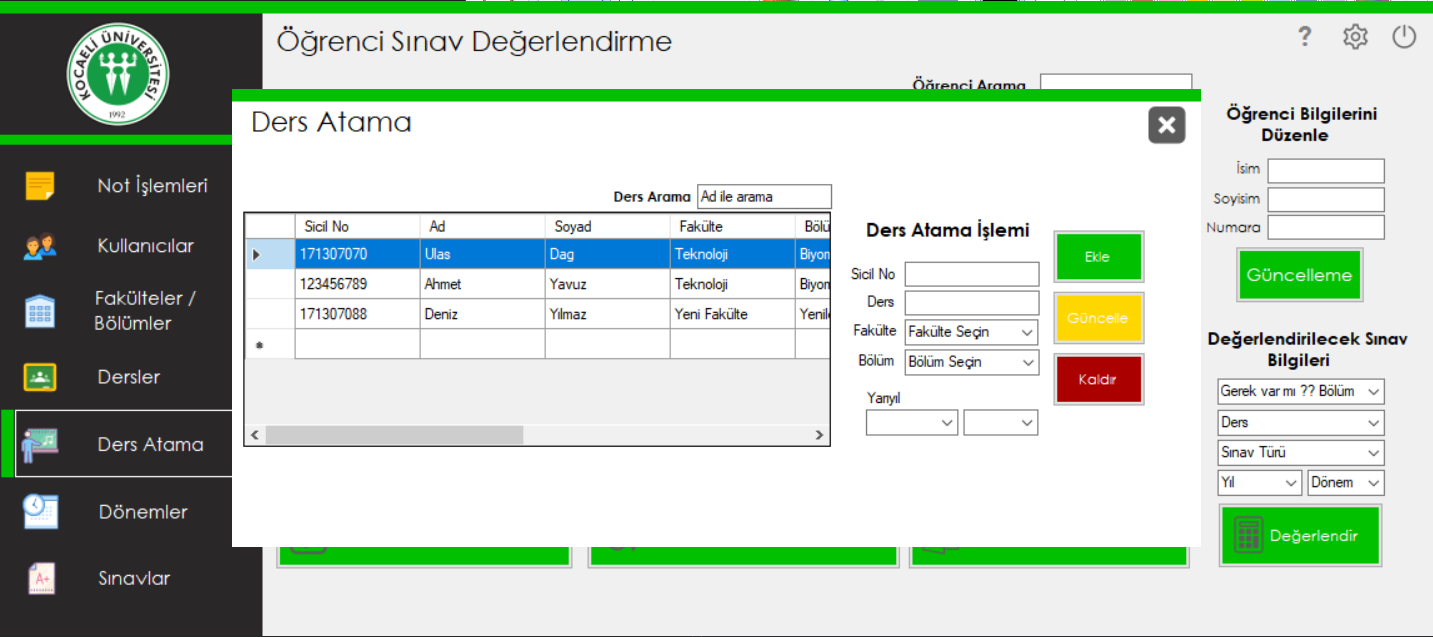 KOCAELİ ÜNİVERSİTESİ
1992
Öğrenci Sınav Değerlendirme
?
Öğrenci Arama
Not İşlemleri
Kullanıcılar
Fakülteler /
Bölümler
Dersler
Ders Atama
Dönemler
A+
Sınavlar
Ders Atama
Ders Arama Ad ile arama
Sicil No Ad Soyad Fakülte Bölü
171307070 Ulas Dag Teknoloji Biyon
123456789 Ahmet Yavuz Teknoloji Biyon
171307088 Deniz Yılmaz Yeni Fakülte Yenile
Ders Atama İşlemi
Sicil No
Ders
Fakülte Fakülte Seçin
Bölüm Bölüm Seçin
Yarıyıl
Ekle
Güncelle
Kaldır
Öğrenci Bilgilerini
Düzenle
İsim
Soyisim
Numara
Güncelleme
Değerlendirilecek Sınav
Bilgileri
Gerek var mı ?? Bölüm
Ders
Sınav Türü
Yıl Dönem
Değerlendir